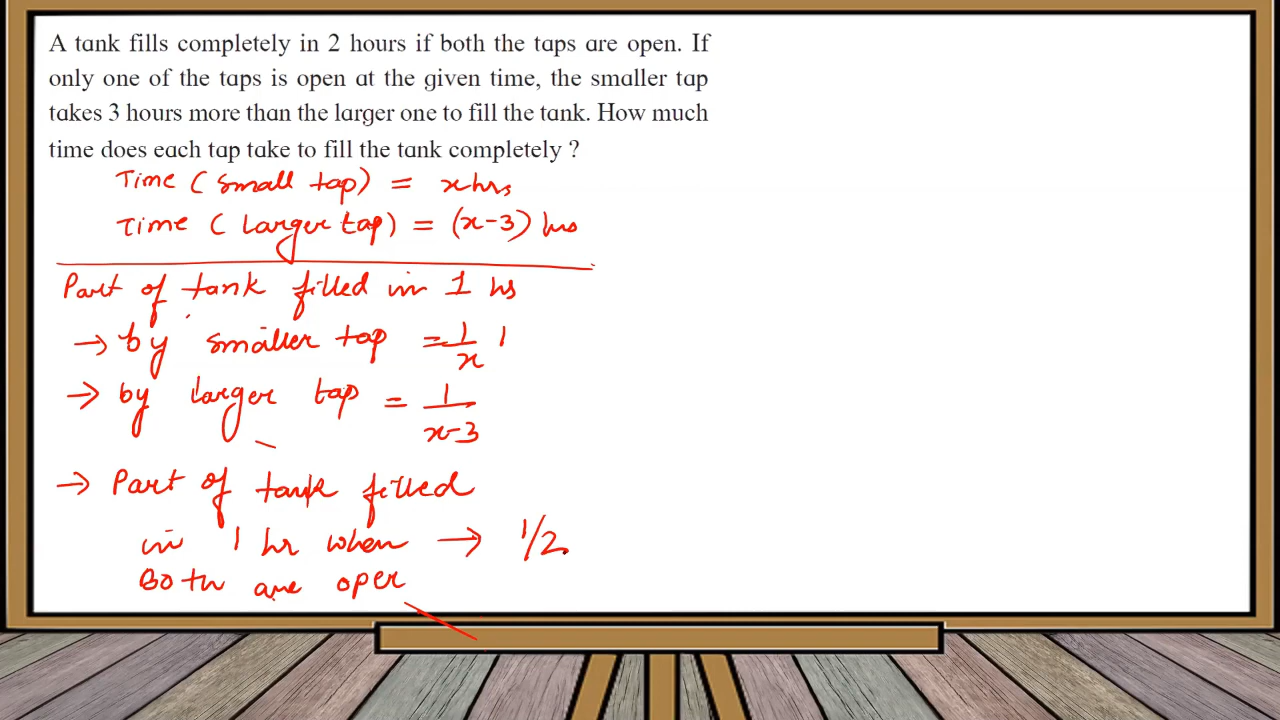 A tank fills completely in 2 hours if both the taps are open. If
only one of the taps is open at the given time, the smaller tap
takes 3 hours more than the larger one to fill the tank. How much
time does each tap take to fill the tank completely ?
Time (small tap) = x hrs
Time (larger tap) = (x-3) hrs
Part of tank filled in 1 hs
→ by smaller tap = 1/x 1
→ by larger tap = 1/x-3
→ Part of tank filled
in 1 hr when → 1/2
Both are open